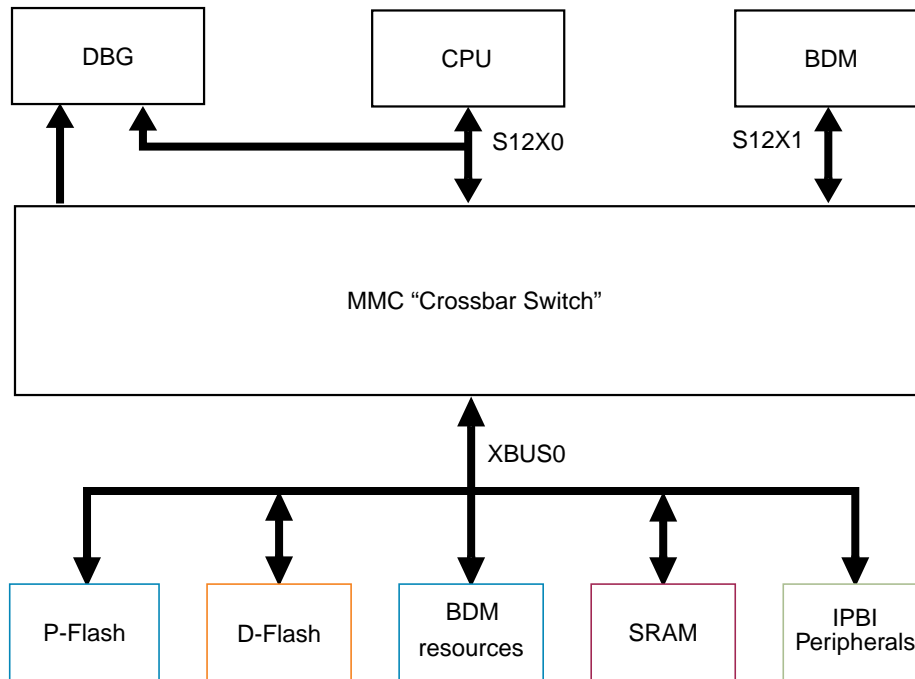 DBG
CPU
BDM
S12X0
S12X1
MMC “Crossbar Switch”
XBUS0
P-Flash
D-Flash
BDM
resources
SRAM
IPBI
Peripherals